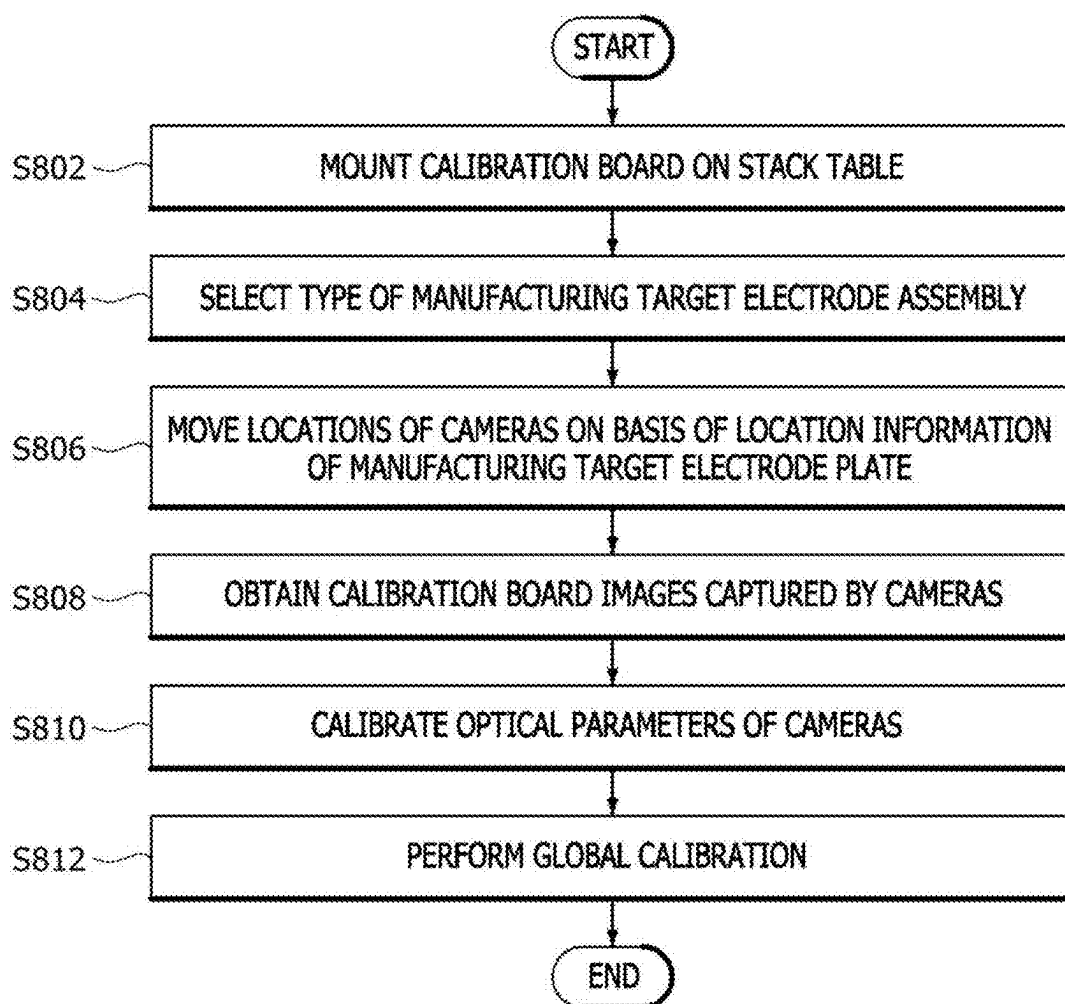 START
S802 MOUNT CALIBRATION BOARD ON STACK TABLE
S804 SELECT TYPE OF MANUFACTURING TARGET ELECTRODE ASSEMBLY
S806 MOVE LOCATIONS OF CAMERAS ON BASIS OF LOCATION INFORMATION
OF MANUFACTURING TARGET ELECTRODE PLATE
S808 OBTAIN CALIBRATION BOARD IMAGES CAPTURED BY CAMERAS
S810 CALIBRATE OPTICAL PARAMETERS OF CAMERAS
S812 PERFORM GLOBAL CALIBRATION
END